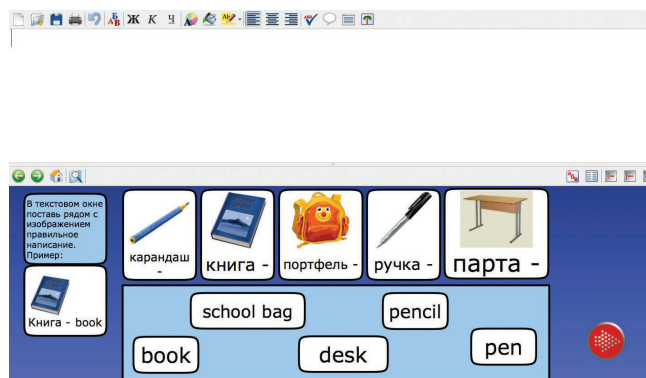 Ж К Ч
В текстовом окне
поставь рядом с
изображением
правильное
написание.
Пример:
карандаш
-
книга -
портфель -
ручка -
парта -
Книга - book
school bag
pencil
book
desk
pen